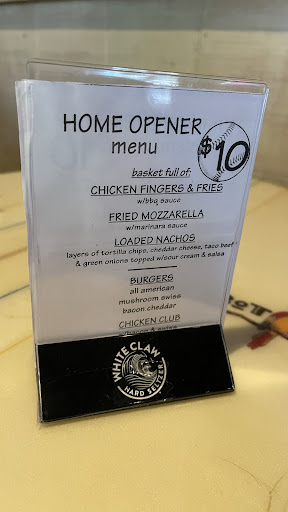 HOME OPENER
menu
$10
basket full of:
CHICKEN FINGERS & FRIES
w/bbq sauce
FRIED MOZZARELLA
w/marinara sauce
LOADED NACHOS
layers of tortilla chips, cheddar cheese, taco beef
& green onions topped w/sour cream & salsa
BURGERS
all american
mushroom swiss
bacon cheddar
CHICKEN CLUB
WHITE CLAW
HARD SELTZER